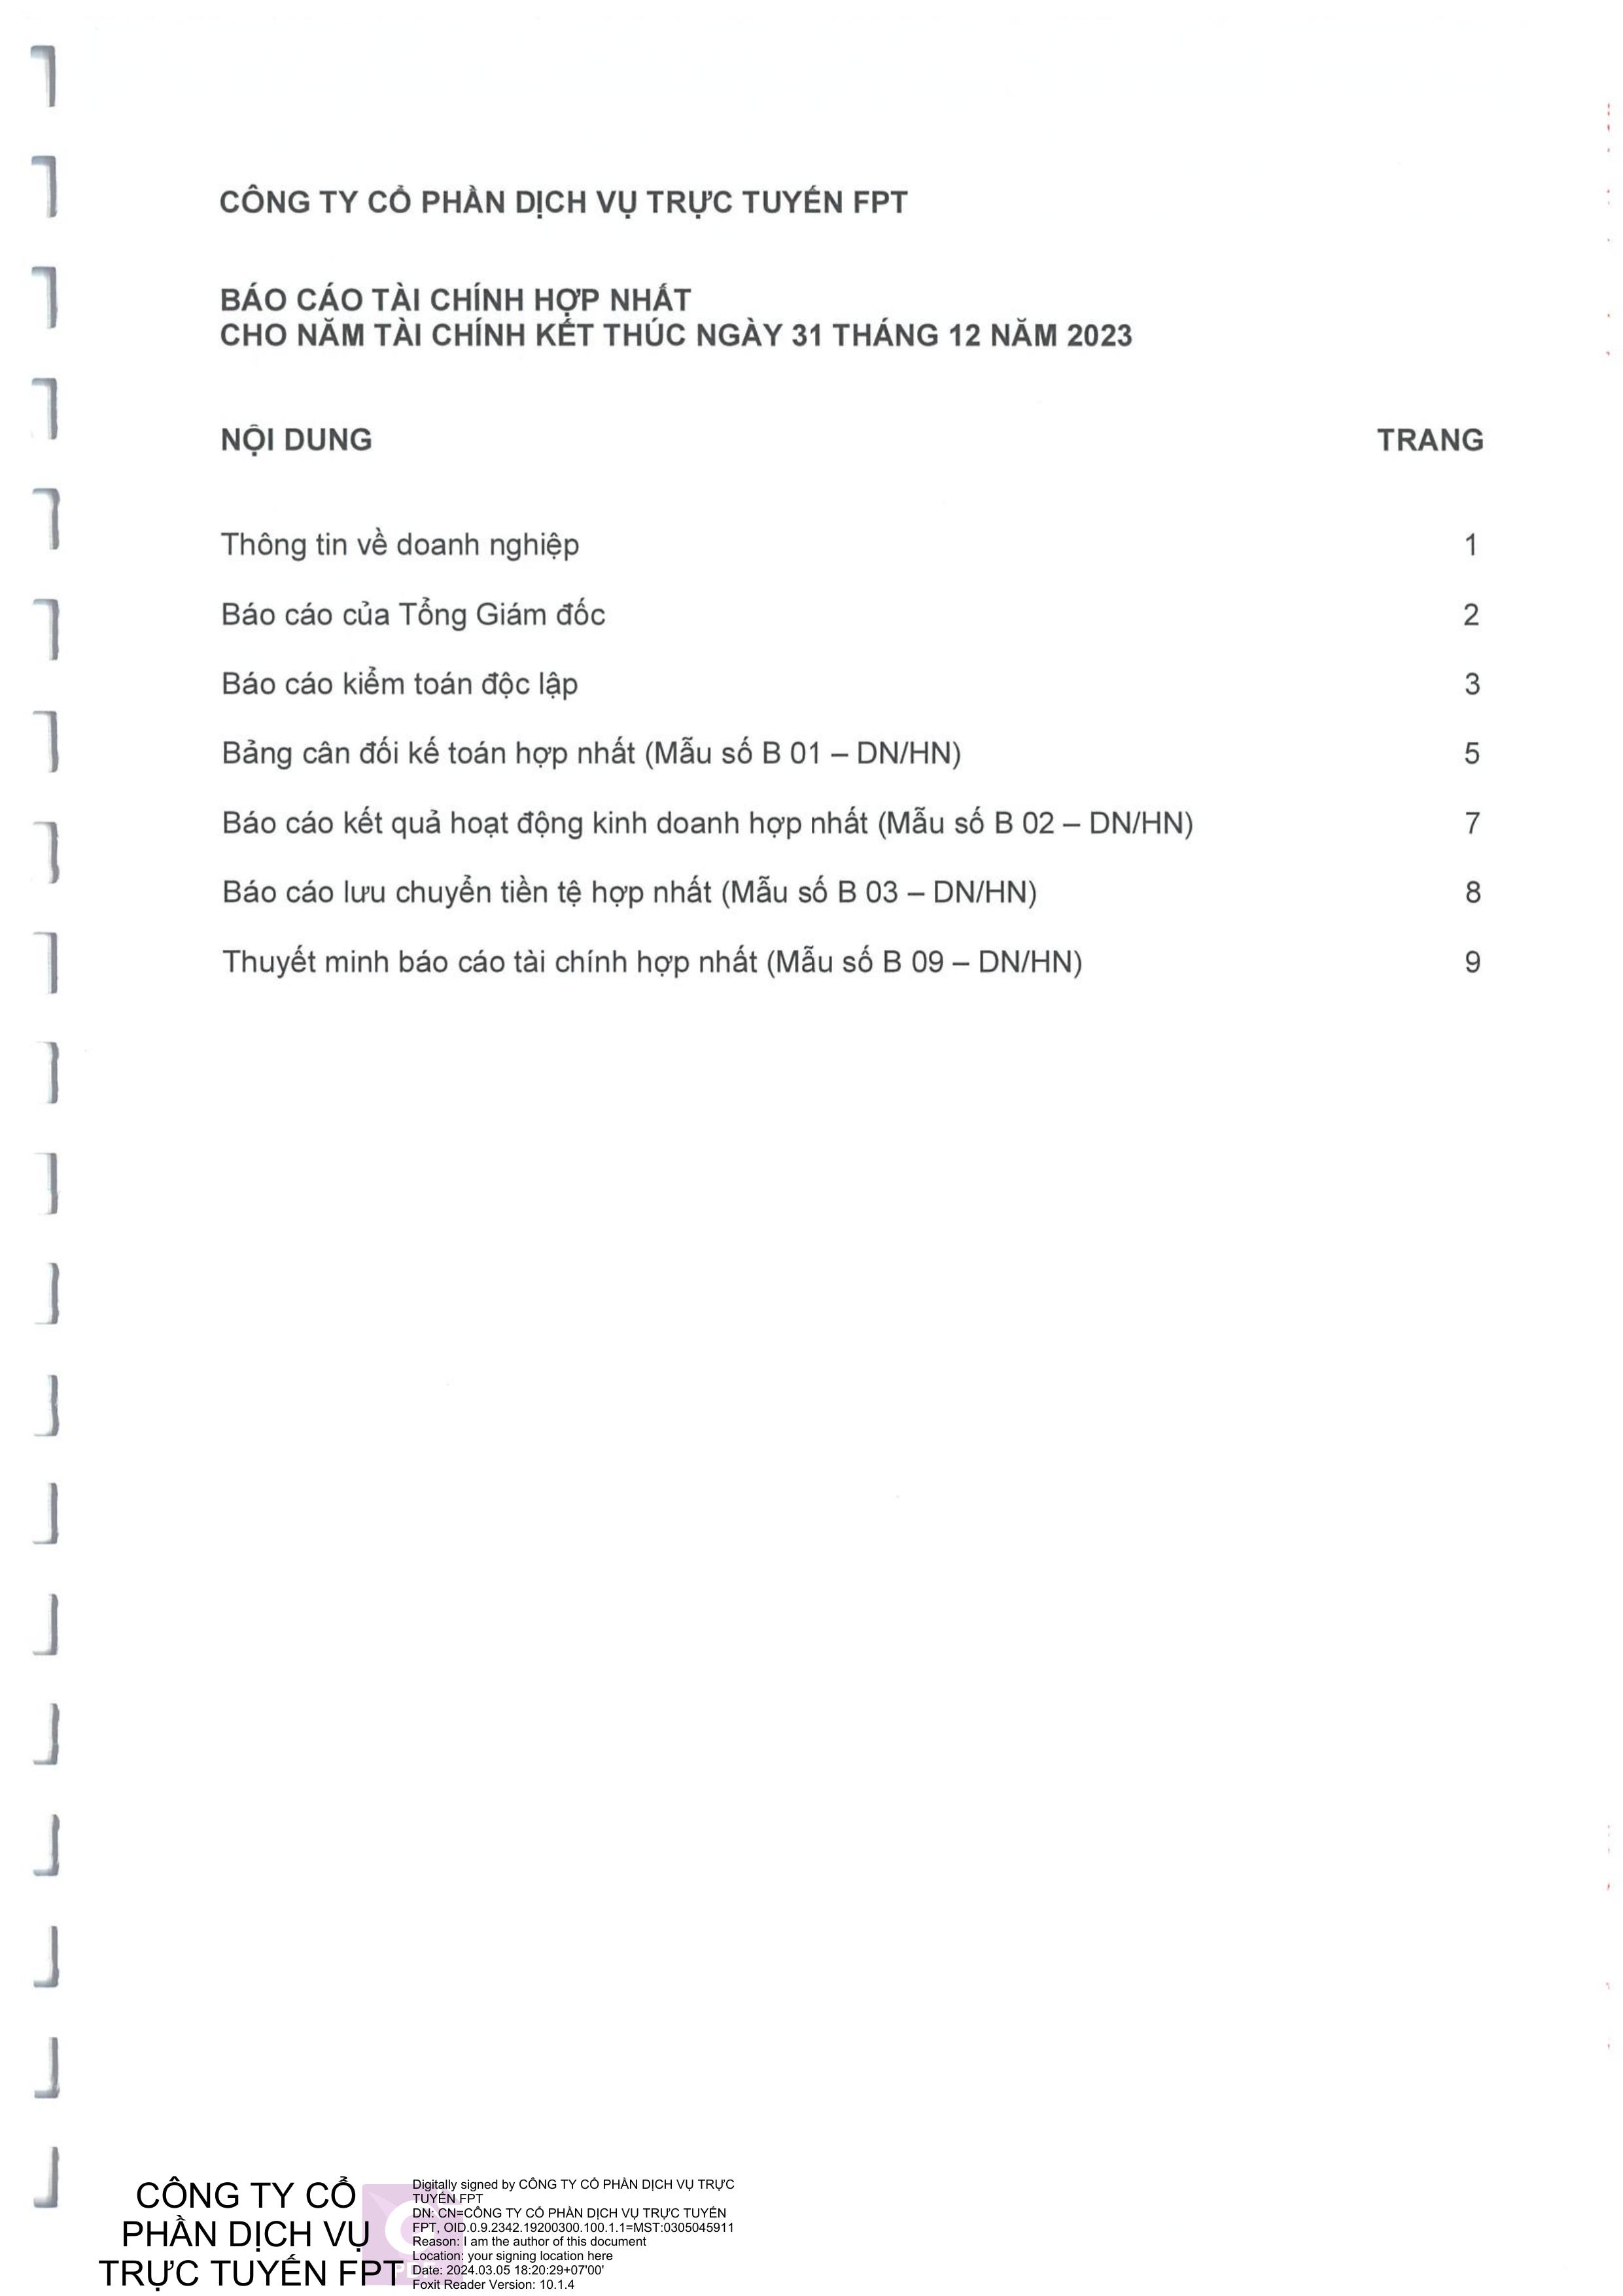 CÔNG TY CỔ PHẦN DỊCH VỤ TRỰC TUYẾN FPT
BÁO CÁO TÀI CHÍNH HỢP NHẤT
CHO NĂM TÀI CHÍNH KẾT THÚC NGÀY 31 THÁNG 12 NĂM 2023
NỘI DUNG TRANG
Thông tin về doanh nghiệp 1
Báo cáo của Tổng Giám đốc 2
Báo cáo kiểm toán độc lập 3
Bảng cân đối kế toán hợp nhất (Mẫu số B 01 – DN/HN) 5
Báo cáo kết quả hoạt động kinh doanh hợp nhất (Mẫu số B 02 – DN/HN) 7
Báo cáo lưu chuyển tiền tệ hợp nhất (Mẫu số B 03 – DN/HN) 8
Thuyết minh báo cáo tài chính hợp nhất (Mẫu số B 09 – DN/HN) 9
CÔNG TY CỔ
PHẦN DỊCH VỤ
TRỰC TUYẾN FPT
Digitally signed by CÔNG TY CỔ PHẦN DỊCH VỤ TRỰC
TUYẾN FPT
DN: CN=CÔNG TY CỔ PHẦN DỊCH VỤ TRỰC TUYẾN
FPT, OID.0.9.2342.19200300.100.1.1=MST:0305045911
Reason: I am the author of this document
Location: your signing location here
Date: 2024.03.05 18:20:29+07'00'
Foxit Reader Version: 10.1.4